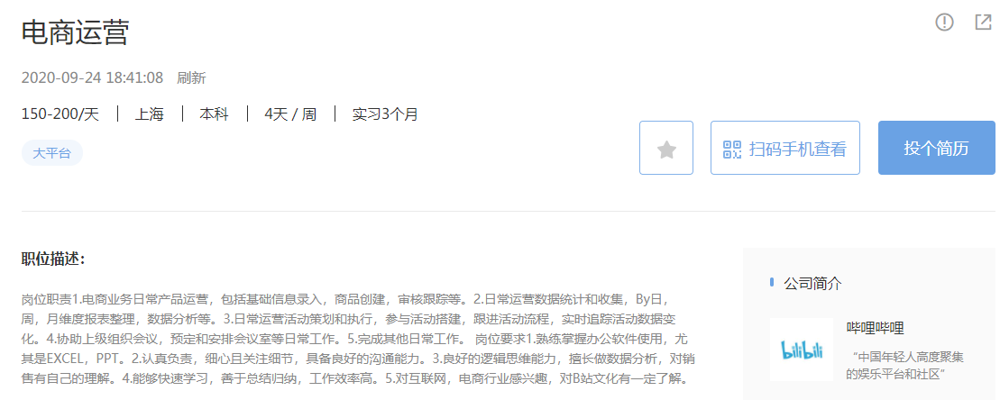 电商运营
2020-09-24 18:41:08 刷新
150-200/天 | 上海 | 本科 | 4天 / 周 | 实习3个月
大平台
扫码手机查看
投个简历
职位描述:
岗位职责1.电商业务日常产品运营，包括基础信息录入，商品创建，审核跟踪等。2.日常运营数据统计和收集，By日，
周，月维度报表整理，数据分析等。3.日常运营活动策划和执行，参与活动搭建，跟进活动流程，实时追踪活动数据变
化。4.协助上级组织会议，预定和安排会议室等日常工作。5.完成其他日常工作。 岗位要求1.熟练掌握办公软件使用，尤
其是EXCEL，PPT。2.认真负责，细心且关注细节，具备良好的沟通能力。3.良好的逻辑思维能力，擅长做数据分析，对销
售有自己的理解。4.能够快速学习，善于总结归纳，工作效率高。5.对互联网，电商行业感兴趣，对B站文化有一定了解。
公司简介
bilibili
哔哩哔哩
“中国年轻人高度聚集
的娱乐平台和社区”